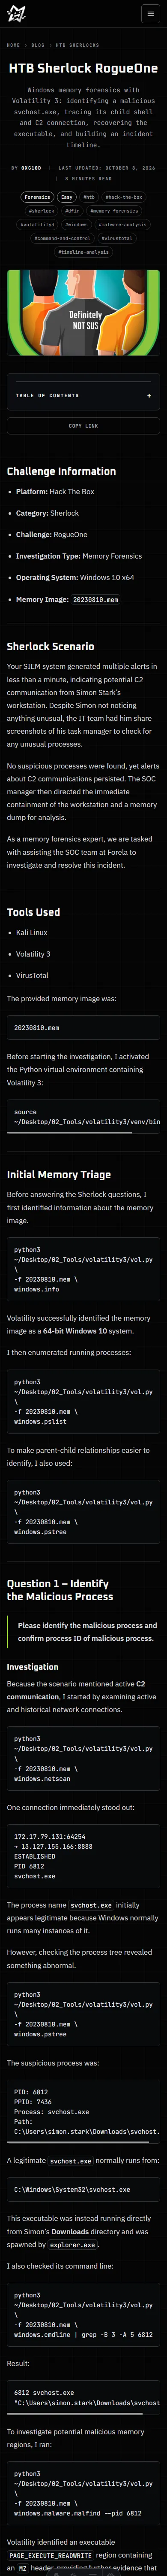 HOME › BLOG › HTB SHERLOCKS
HTB Sherlock RogueOne
Windows memory forensics with
Volatility 3: identifying a malicious
svchost.exe, tracing its child shell
and C2 connection, recovering the
executable, and building an incident
timeline.
BY 0XG10D | LAST UPDATED: OCTOBER 8, 2026
| 6 MINUTES READ
Forensics Easy #htb #hack-the-box
#sherlock #dfir #memory-forensics
#volatility3 #windows #malware-analysis
#command-and-control #virustotal
#timeline-analysis
Definitely
NOT SUS
TABLE OF CONTENTS +
COPY LINK
Challenge Information
• Platform: Hack The Box
• Category: Sherlock
• Challenge: RogueOne
• Investigation Type: Memory Forensics
• Operating System: Windows 10 x64
• Memory Image: 20230810.mem
Sherlock Scenario
Your SIEM system generated multiple alerts in
less than a minute, indicating potential C2
communication from Simon Stark's
workstation. Despite Simon not noticing
anything unusual, the IT team had him share
screenshots of his task manager to check for
any unusual processes.
No suspicious processes were found, yet alerts
about C2 communications persisted. The SOC
manager then directed the immediate
containment of the workstation and a memory
dump for analysis.
As a memory forensics expert, we are tasked
with assisting the SOC team at Forela to
investigate and resolve this incident.
Tools Used
• Kali Linux
• Volatility 3
• VirusTotal
The provided memory image was:
20230810.mem
Before starting the investigation, I activated
the Python virtual environment containing
Volatility 3:
source
~/Desktop/02_Tools/volatility3/venv/bin
Initial Memory Triage
Before answering the Sherlock questions, I
first identified information about the memory
image.
python3
~/Desktop/02_Tools/volatility3/vol.py
\
-f 20230810.mem \
windows.info
Volatility successfully identified the memory
image as a 64-bit Windows 10 system.
I then enumerated running processes:
python3
~/Desktop/02_Tools/volatility3/vol.py
\
-f 20230810.mem \
windows.pslist
To make parent-child relationships easier to
identify, I also used:
python3
~/Desktop/02_Tools/volatility3/vol.py
\
-f 20230810.mem \
windows.pstree
Question 1 – Identify
the Malicious Process
Please identify the malicious process and
confirm process ID of malicious process.
Investigation
Because the scenario mentioned active C2
communication, I started by examining active
and historical network connections.
python3
~/Desktop/02_Tools/volatility3/vol.py
\
-f 20230810.mem \
windows.netscan
One connection immediately stood out:
172.17.79.131:64254
→ 13.127.155.166:8888
ESTABLISHED
PID 6812
svchost.exe
The process name svchost.exe initially
appears legitimate because Windows normally
runs many instances of it.
However, checking the process tree revealed
something abnormal.
python3
~/Desktop/02_Tools/volatility3/vol.py
\
-f 20230810.mem \
windows.pstree
The suspicious process was:
PID: 6812
PPID: 7436
Process: svchost.exe
Path:
C:\Users\simon.stark\Downloads\svchost.
A legitimate svchost.exe normally runs from:
C:\Windows\System32\svchost.exe
This executable was instead running directly
from Simon's Downloads directory and was
spawned by explorer.exe.
I also checked its command line:
python3
~/Desktop/02_Tools/volatility3/vol.py
\
-f 20230810.mem \
windows.cmdline | grep -B 3 -A 5 6812
Result:
6812 svchost.exe
"C:\Users\simon.stark\Downloads\svchost
To investigate potential malicious memory
regions, I ran:
python3
~/Desktop/02_Tools/volatility3/vol.py
\
-f 20230810.mem \
windows.malware.malfind --pid 6812
Volatility identified an executable
PAGE_EXECUTE_READWRITE region containing
an MZ header, providing further evidence that